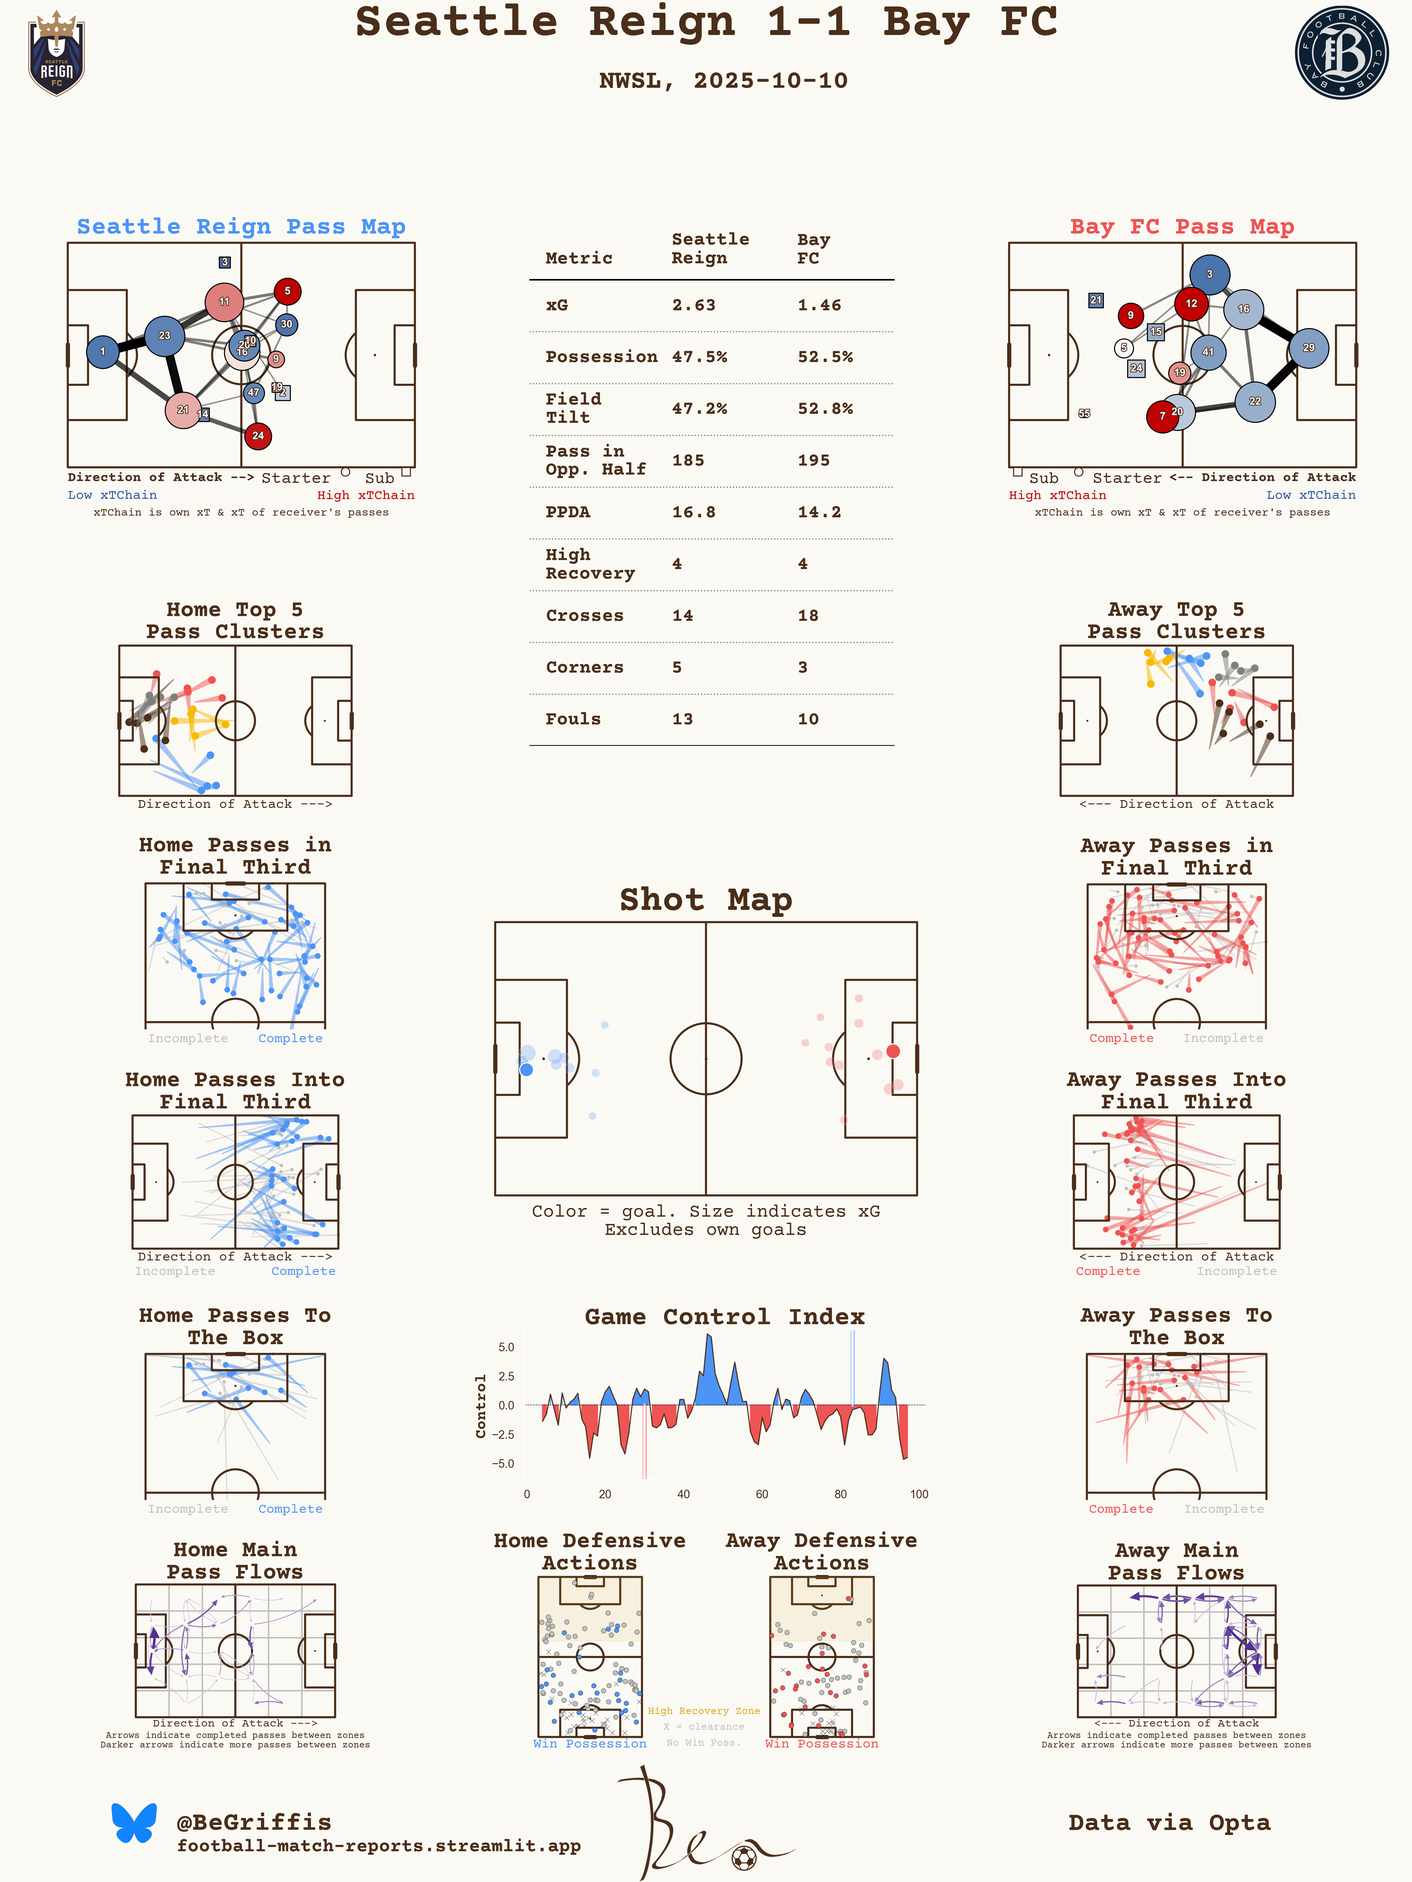 Seattle Reign 1-1 Bay FC
NWSL, 2025-10-10
SEATTLE
REIGN
FC
BAY FOOTBALL CLUB
B
Seattle Reign Pass Map
3
5
11
30
23
20
10
16
1
9
47
19
2
21
14
24
Direction of Attack --> Starter Sub
Low xTChain High xTChain
xTChain is own xT & xT of receiver's passes
Metric Seattle Reign Bay FC
xG 2.63 1.46
Possession 47.5% 52.5%
Field Tilt 47.2% 52.8%
Pass in Opp. Half 185 195
PPDA 16.8 14.2
High Recovery 4 4
Crosses 14 18
Corners 5 3
Fouls 13 10
Bay FC Pass Map
3
21
12
16
9
15
5
41
29
24
19
22
7
20
55
Sub Starter <-- Direction of Attack
High xTChain Low xTChain
xTChain is own xT & xT of receiver's passes
Home Top 5
Pass Clusters
Direction of Attack --->
Away Top 5
Pass Clusters
<--- Direction of Attack
Home Passes in
Final Third
Incomplete Complete
Away Passes in
Final Third
Complete Incomplete
Shot Map
Color = goal. Size indicates xG
Excludes own goals
Home Passes Into
Final Third
Direction of Attack --->
Incomplete Complete
Away Passes Into
Final Third
<--- Direction of Attack
Complete Incomplete
Home Passes To
The Box
Incomplete Complete
Game Control Index
Control
5.0
2.5
0.0
−2.5
−5.0
0 20 40 60 80 100
Away Passes To
The Box
Complete Incomplete
Home Main
Pass Flows
Direction of Attack --->
Arrows indicate completed passes between zones
Darker arrows indicate more passes between zones
Home Defensive
Actions
Win Possession
High Recovery Zone
X = clearance
No Win Poss.
Away Defensive
Actions
Win Possession
Away Main
Pass Flows
<--- Direction of Attack
Arrows indicate completed passes between zones
Darker arrows indicate more passes between zones
@BeGriffis
football-match-reports.streamlit.app
Ben
Data via Opta